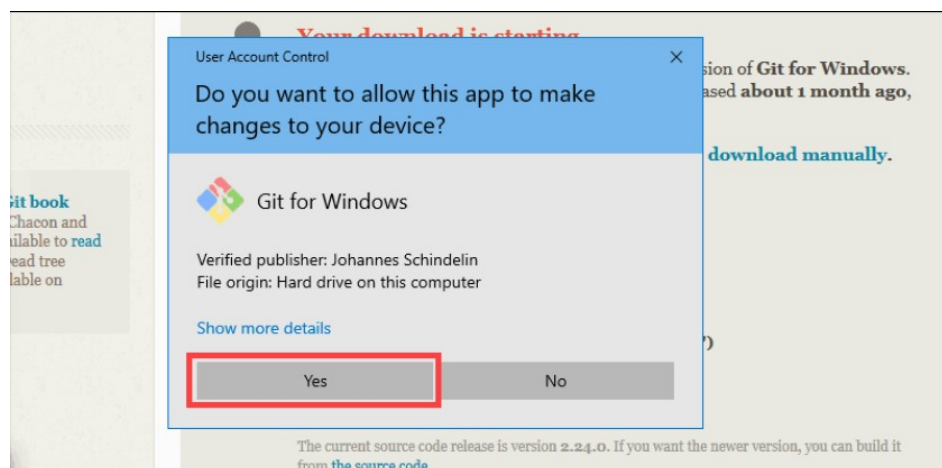 Your download is starting
User Account Control
sion of Git for Windows.
Do you want to allow this app to make
ased about 1 month ago,
changes to your device?
download manually.
Git for Windows
Git book
Chacon and
ilable to read
ead tree
lable on
Verified publisher: Johannes Schindelin
File origin: Hard drive on this computer
Show more details
")
Yes
No
The current source code release is version 2.24.0. If you want the newer version, you can build it
from the source code.